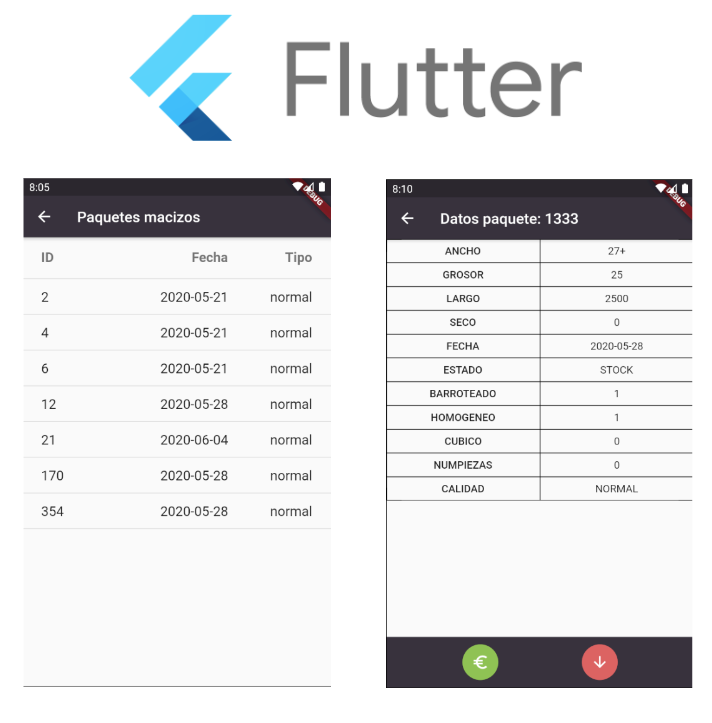 Flutter
8:05
DEBUG
Paquetes macizos
ID Fecha Tipo
2 2020-05-21 normal
4 2020-05-21 normal
6 2020-05-21 normal
12 2020-05-28 normal
21 2020-06-04 normal
170 2020-05-28 normal
354 2020-05-28 normal
8:10
DEBUG
Datos paquete: 1333
ANCHO 27+
GROSOR 25
LARGO 2500
SECO 0
FECHA 2020-05-28
ESTADO STOCK
BARROTEADO 1
HOMOGENEO 1
CUBICO 0
NUMPIEZAS 0
CALIDAD NORMAL
€